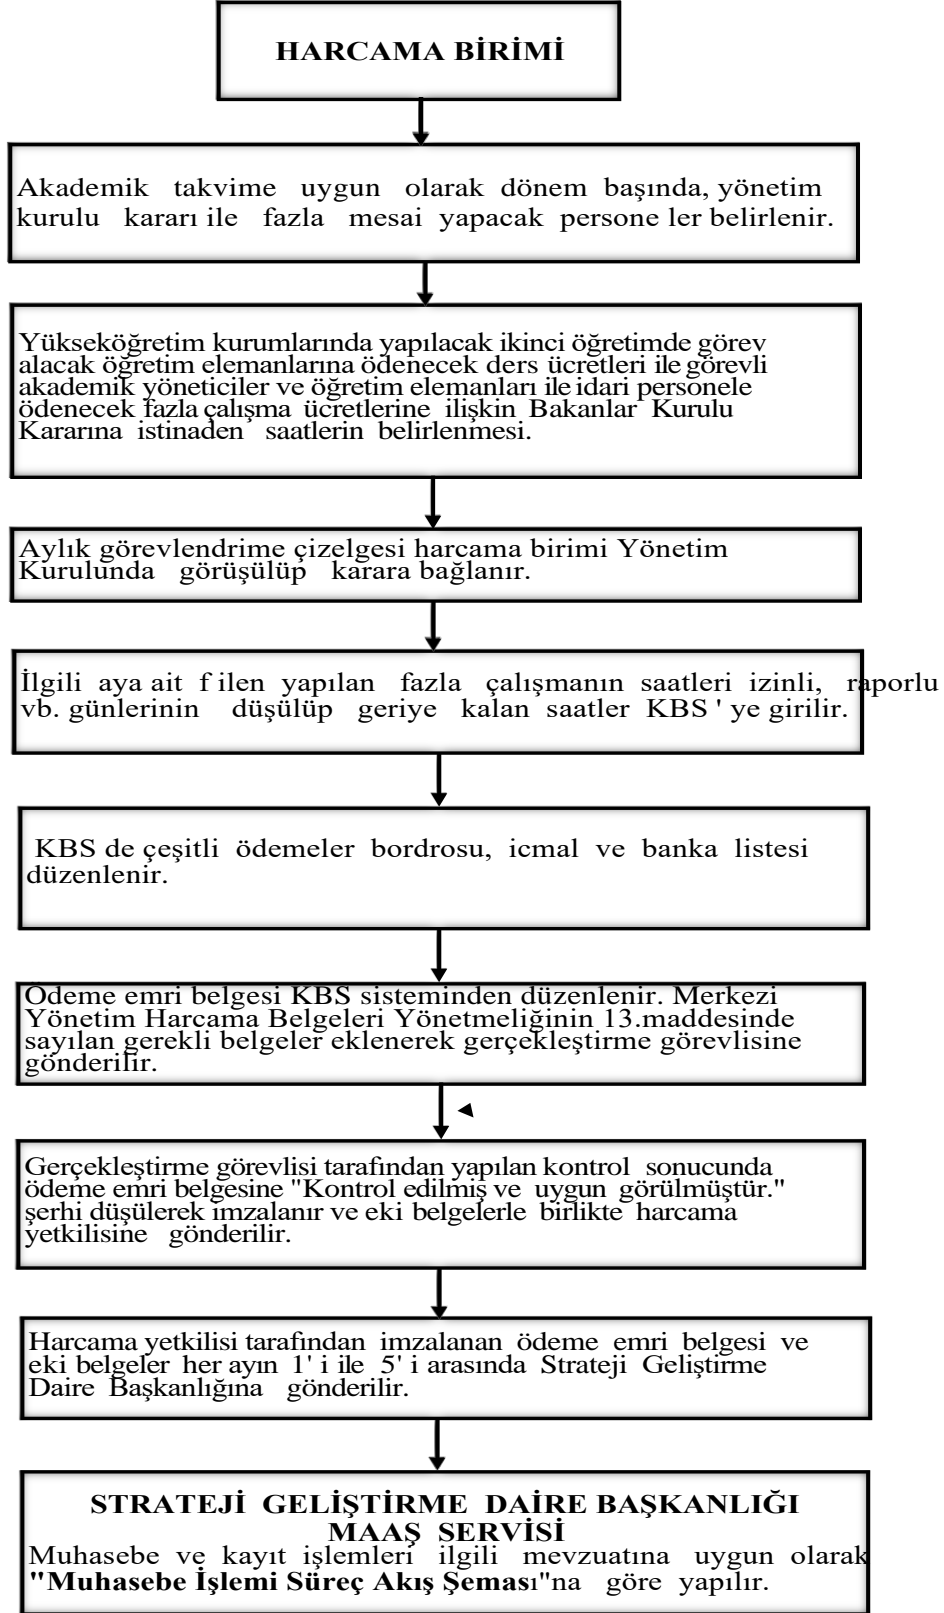 HARCAMA BİRİMİ
Akademik takvime uygun olarak dönem başında, yönetim
kurulu kararı ile fazla mesai yapacak persone ler belirlenir.
Yükseköğretim kurumlarında yapılacak ikinci öğretimde görev
alacak öğretim elemanlarına ödenecek ders ücretleri ile görevli
akademik yöneticiler ve öğretim elemanları ile idari personele
ödenecek fazla çalışma ücretlerine ilişkin Bakanlar Kurulu
Kararına istinaden saatlerin belirlenmesi.
Aylık görevlendrime çizelgesi harcama birimi Yönetim
Kurulunda görüşülüp karara bağlanır.
İlgili aya ait f ilen yapılan fazla çalışmanın saatleri izinli, raporlu
vb. günlerinin düşülüp geriye kalan saatler KBS ' ye girilir.
KBS de çeşitli ödemeler bordrosu, icmal ve banka listesi
düzenlenir.
Ödeme emri belgesi KBS sisteminden düzenlenir. Merkezi
Yönetim Harcama Belgeleri Yönetmeliğinin 13.maddesinde
sayılan gerekli belgeler eklenerek gerçekleştirme görevlisine
gönderilir.
Gerçekleştirme görevlisi tarafından yapılan kontrol sonucunda
ödeme emri belgesine "Kontrol edilmiş ve uygun görülmüştür."
şerhi düşülerek imzalanır ve eki belgelerle birlikte harcama
yetkilisine gönderilir.
Harcama yetkilisi tarafından imzalanan ödeme emri belgesi ve
eki belgeler her ayın 1' i ile 5' i arasında Strateji Geliştirme
Daire Başkanlığına gönderilir.
STRATEJİ GELİŞTİRME DAİRE BAŞKANLIĞI
MAAŞ SERVİSİ
Muhasebe ve kayıt işlemleri ilgili mevzuatına uygun olarak
"Muhasebe İşlemi Süreç Akış Şeması"na göre yapılır.